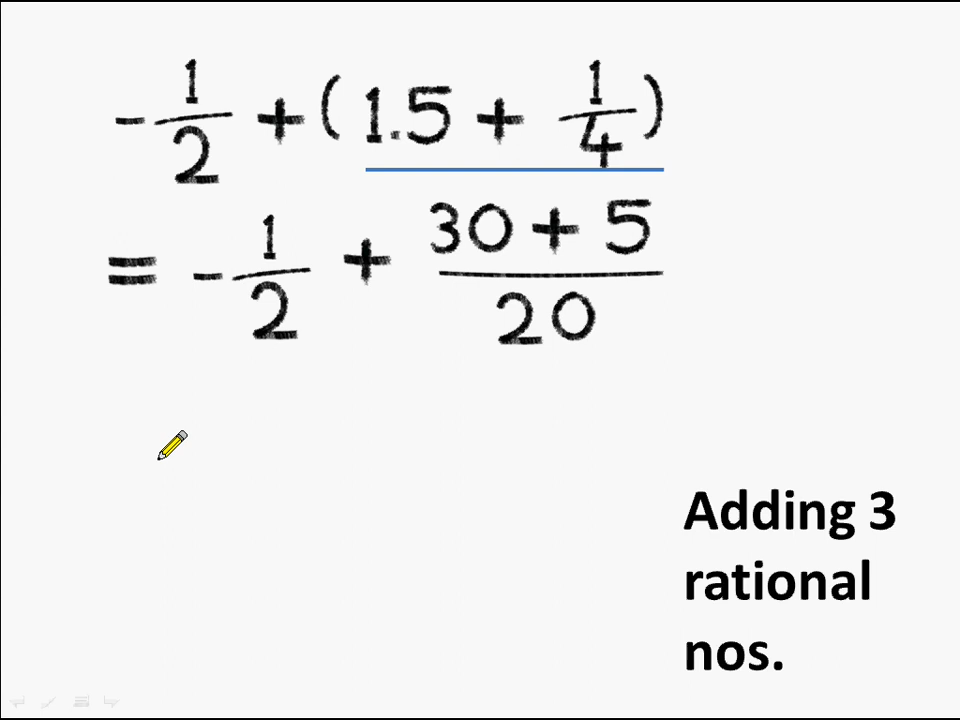 -1/2 + (1.5 + 1/4)
= -1/2 + (30 + 5)/20
Adding 3
rational
nos.